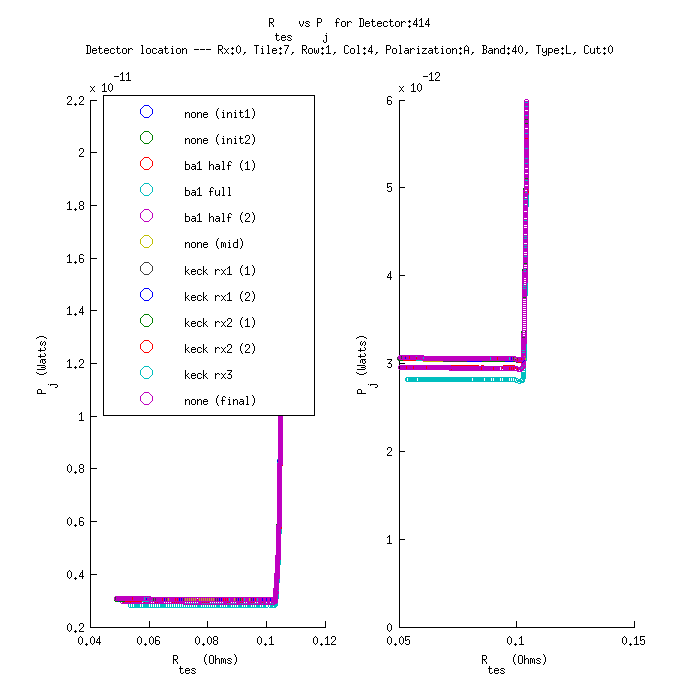 R    vs P  for Detector:414
tes    j
Detector location --- Rx:0, Tile:7, Row:1, Col:4, Polarization:A, Band:40, Type:L, Cut:0
x 10^-11
2.2
2
1.8
1.6
1.4
1.2
1
0.8
0.6
0.4
0.2
P_j (Watts)
none (init1)
none (init2)
ba1 half (1)
ba1 full
ba1 half (2)
none (mid)
keck rx1 (1)
keck rx1 (2)
keck rx2 (1)
keck rx2 (2)
keck rx3
none (final)
0.04 0.06 0.08 0.1 0.12
R_tes (Ohms)
x 10^-12
6
5
4
3
2
1
0
P_j (Watts)
0.05 0.1 0.15
R_tes (Ohms)